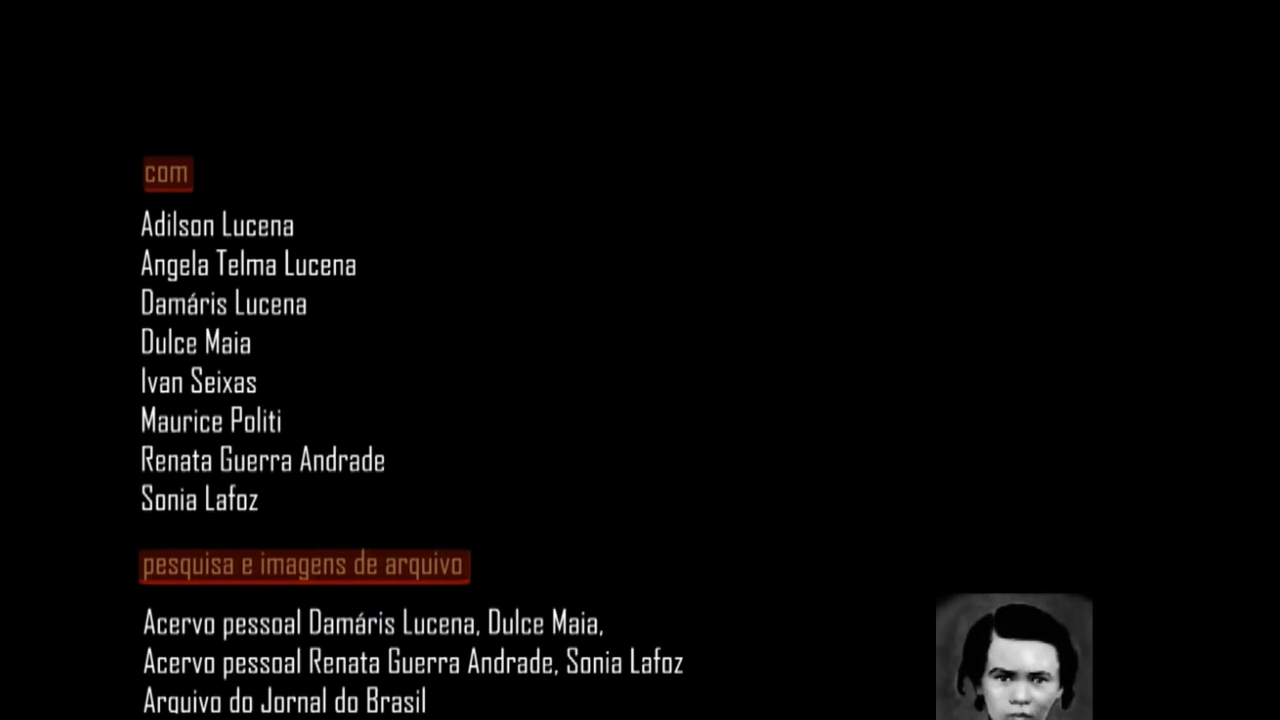 com
Adilson Lucena
Angela Telma Lucena
Damáris Lucena
Dulce Maia
Ivan Seixas
Maurice Politi
Renata Guerra Andrade
Sonia Lafoz
pesquisa e imagens de arquivo
Acervo pessoal Damáris Lucena, Dulce Maia,
Acervo pessoal Renata Guerra Andrade, Sonia Lafoz
Arquivo do Jornal do Brasil